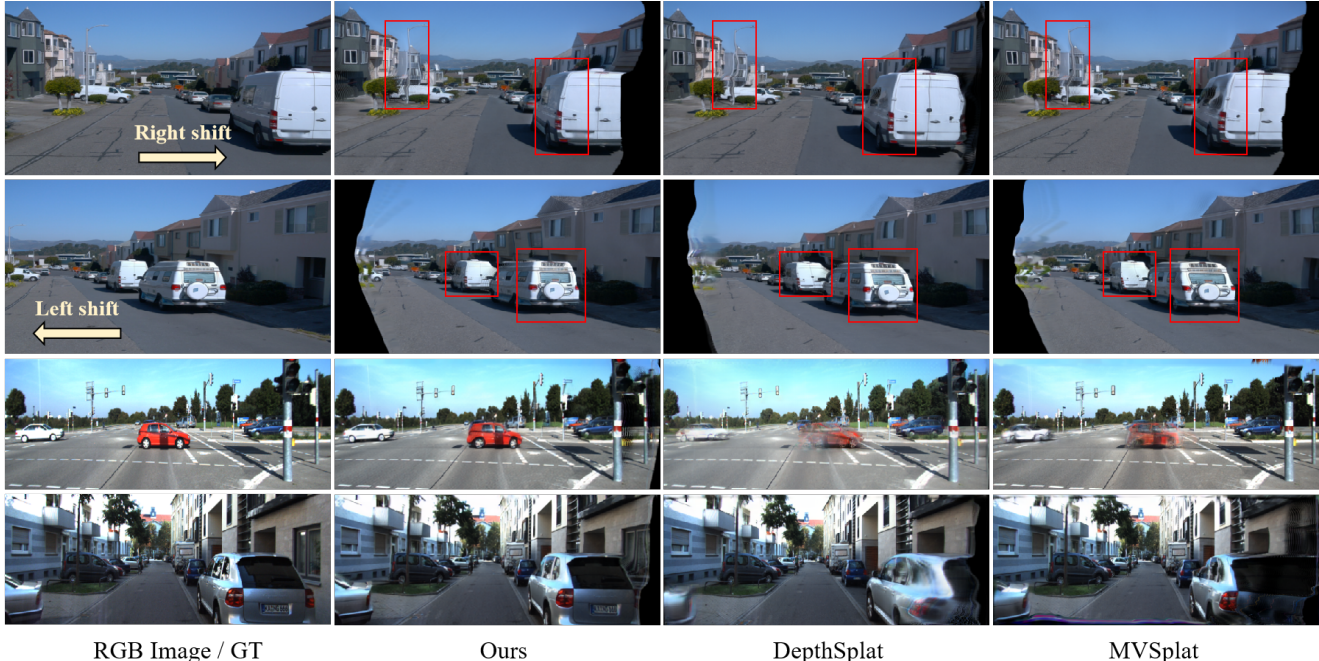 Right shift
Left shift
RGB Image / GT
Ours
DepthSplat
MVSplat